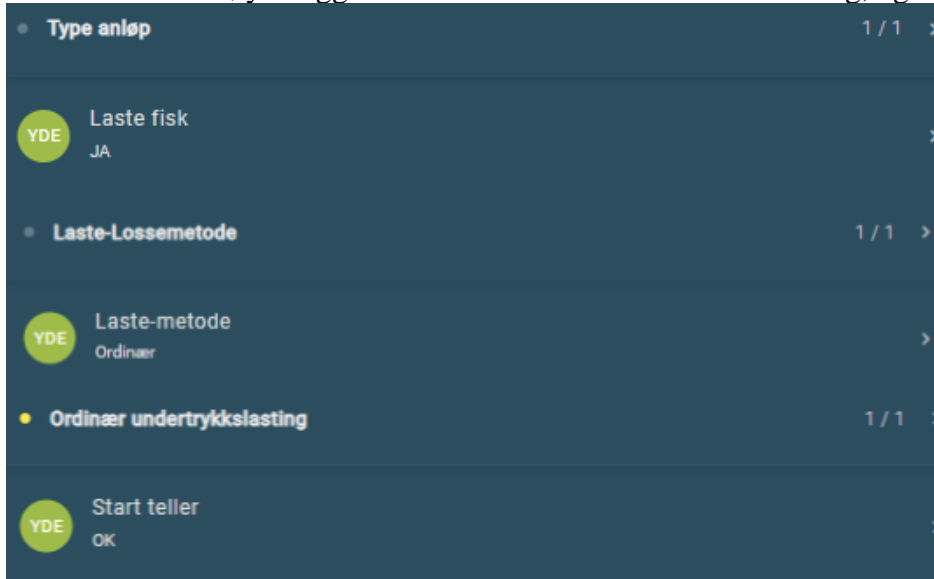 Type anløp 1 / 1
YDE Laste fisk
JA
Laste-Lossemetode 1 / 1
YDE Laste-metode
Ordinær
Ordinær undertrykkslasting 1 / 1
YDE Start teller
OK